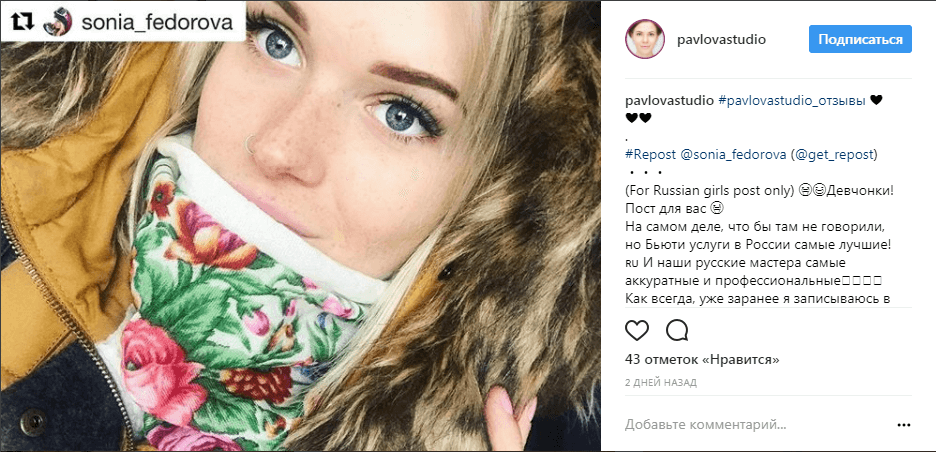 sonia_fedorova
pavlovastudio
Подписаться
pavlovastudio #pavlovastudio_отзывы ♥
♥♥
.
#Repost @sonia_fedorova (@get_repost)
・・・
(For Russian girls post only) Девчонки!
Пост для вас
На самом деле, что бы там не говорили,
но Бьюти услуги в России самые лучшие!
RU И наши русские мастера самые
аккуратные и профессиональные
Как всегда, уже заранее я записываюсь в
43 отметок «Нравится»
2 ДНЕЙ НАЗАД
Добавьте комментарий...